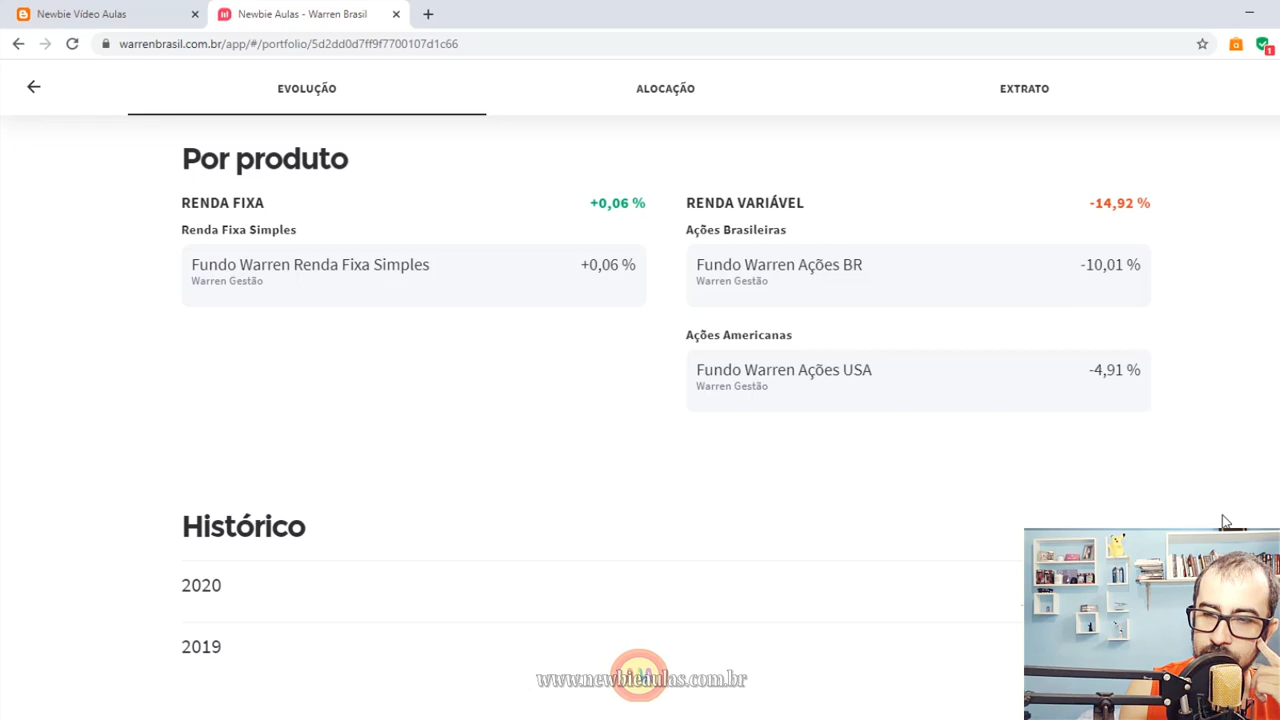 Newbie Vídeo Aulas
Newbie Aulas - Warren Brasil
warrenbrasil.com.br/app/#/portfolio/5d2dd0d7ff9f7700107d1c66
1
EVOLUÇÃO
ALOCAÇÃO
EXTRATO
Por produto
RENDA FIXA
+0,06 %
Renda Fixa Simples
Fundo Warren Renda Fixa Simples
+0,06 %
Warren Gestão
RENDA VARIÁVEL
-14,92 %
Ações Brasileiras
Fundo Warren Ações BR
-10,01 %
Warren Gestão
Ações Americanas
Fundo Warren Ações USA
-4,91 %
Warren Gestão
Histórico
2020
2019
www.newbieaulas.com.br